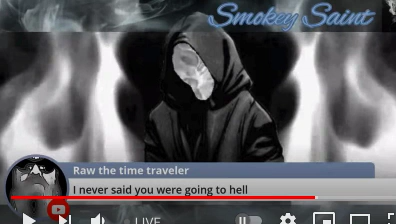 Smokey Saint
Raw the time traveler
I never said you were going to hell
LIVE